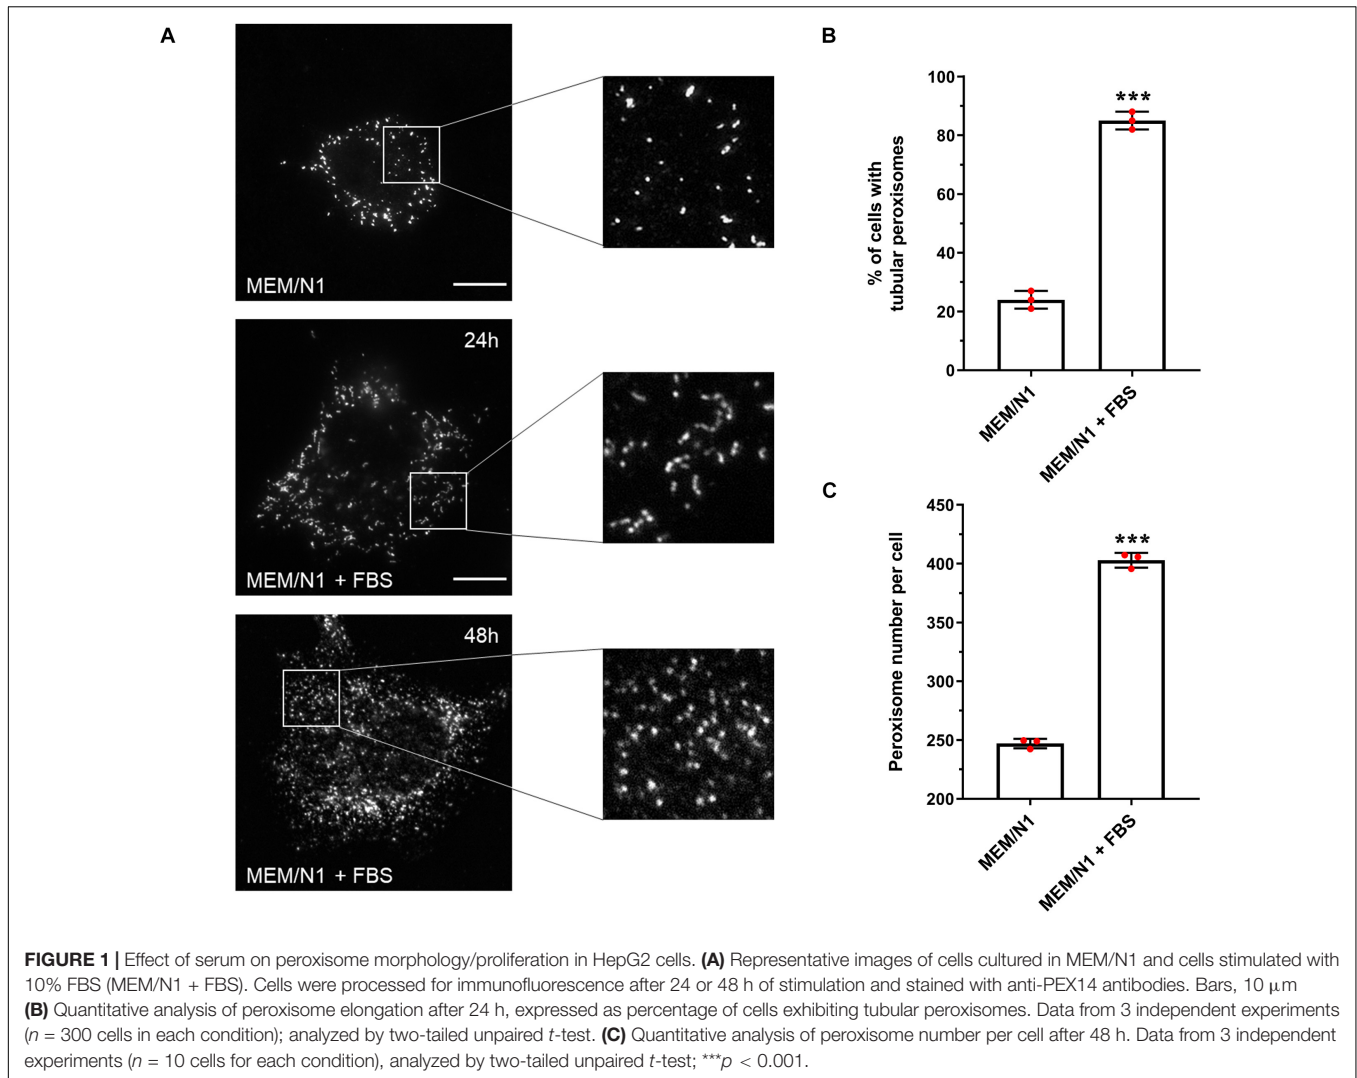 A
MEM/N1
24h
MEM/N1 + FBS
48h
MEM/N1 + FBS
B
% of cells with
tubular peroxisomes
100
80
60
40
20
0
***
MEM/N1
MEM/N1 + FBS
C
Peroxisome number per cell
450
400
350
300
250
200
***
MEM/N1
MEM/N1 + FBS
FIGURE 1 | Effect of serum on peroxisome morphology/proliferation in HepG2 cells. (A) Representative images of cells cultured in MEM/N1 and cells stimulated with
10% FBS (MEM/N1 + FBS). Cells were processed for immunofluorescence after 24 or 48 h of stimulation and stained with anti-PEX14 antibodies. Bars, 10 μm
(B) Quantitative analysis of peroxisome elongation after 24 h, expressed as percentage of cells exhibiting tubular peroxisomes. Data from 3 independent experiments
(n = 300 cells in each condition); analyzed by two-tailed unpaired t-test. (C) Quantitative analysis of peroxisome number per cell after 48 h. Data from 3 independent
experiments (n = 10 cells for each condition), analyzed by two-tailed unpaired t-test; ***p < 0.001.